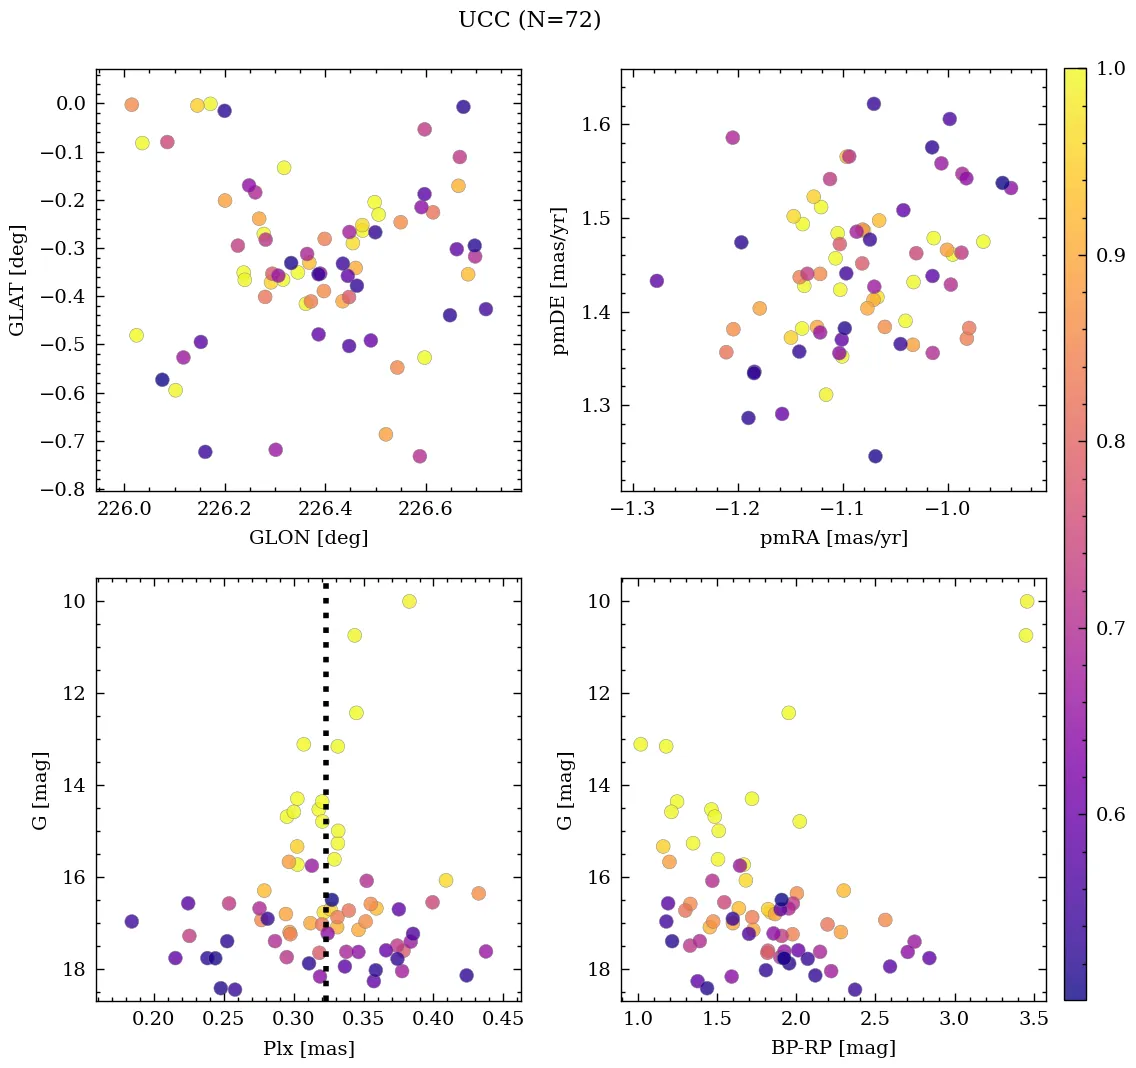 UCC (N=72)
0.0
−0.1
−0.2
−0.3
−0.4
−0.5
−0.6
−0.7
−0.8
GLAT [deg]
226.0 226.2 226.4 226.6
GLON [deg]
1.6
1.5
1.4
1.3
pmDE [mas/yr]
−1.3 −1.2 −1.1 −1.0
pmRA [mas/yr]
10
12
14
16
18
G [mag]
0.20 0.25 0.30 0.35 0.40 0.45
Plx [mas]
10
12
14
16
18
G [mag]
1.0 1.5 2.0 2.5 3.0 3.5
BP-RP [mag]
1.0
0.9
0.8
0.7
0.6